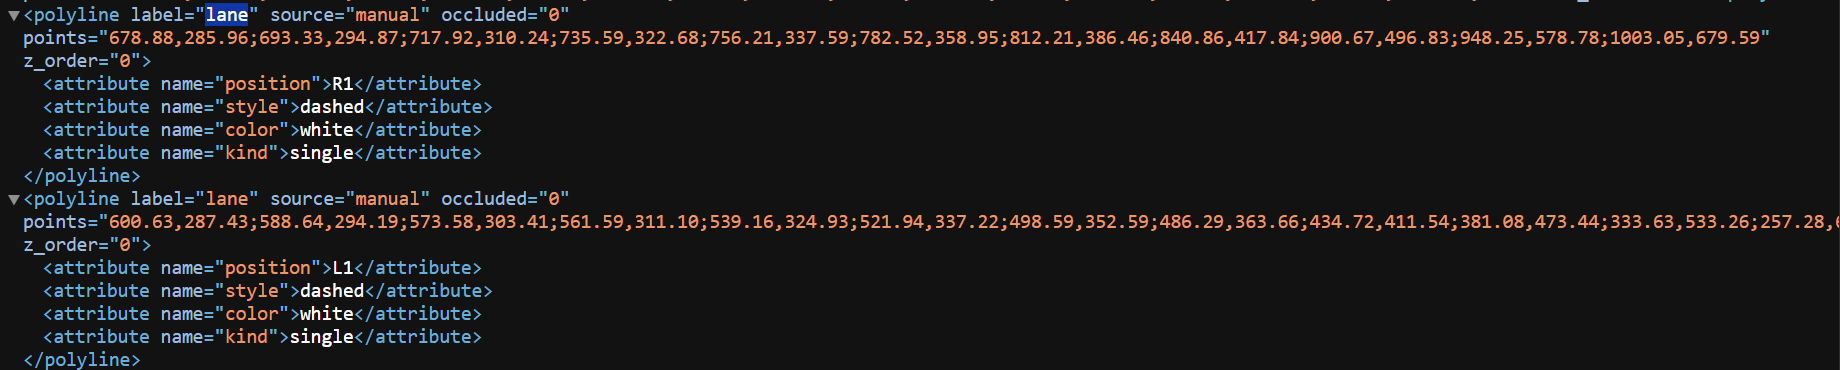 <polyline label="lane" source="manual" occluded="0"
points="678.88,285.96;693.33,294.87;717.92,310.24;735.59,322.68;756.21,337.59;782.52,358.95;812.21,386.46;840.86,417.84;900.67,496.83;948.25,578.78;1003.05,679.59"
z_order="0">
<attribute name="position">R1</attribute>
<attribute name="style">dashed</attribute>
<attribute name="color">white</attribute>
<attribute name="kind">single</attribute>
</polyline>
<polyline label="lane" source="manual" occluded="0"
points="600.63,287.43;588.64,294.19;573.58,303.41;561.59,311.10;539.16,324.93;521.94,337.22;498.59,352.59;486.29,363.66;434.72,411.54;381.08,473.44;333.63,533.26;257.28,
z_order="0">
<attribute name="position">L1</attribute>
<attribute name="style">dashed</attribute>
<attribute name="color">white</attribute>
<attribute name="kind">single</attribute>
</polyline>